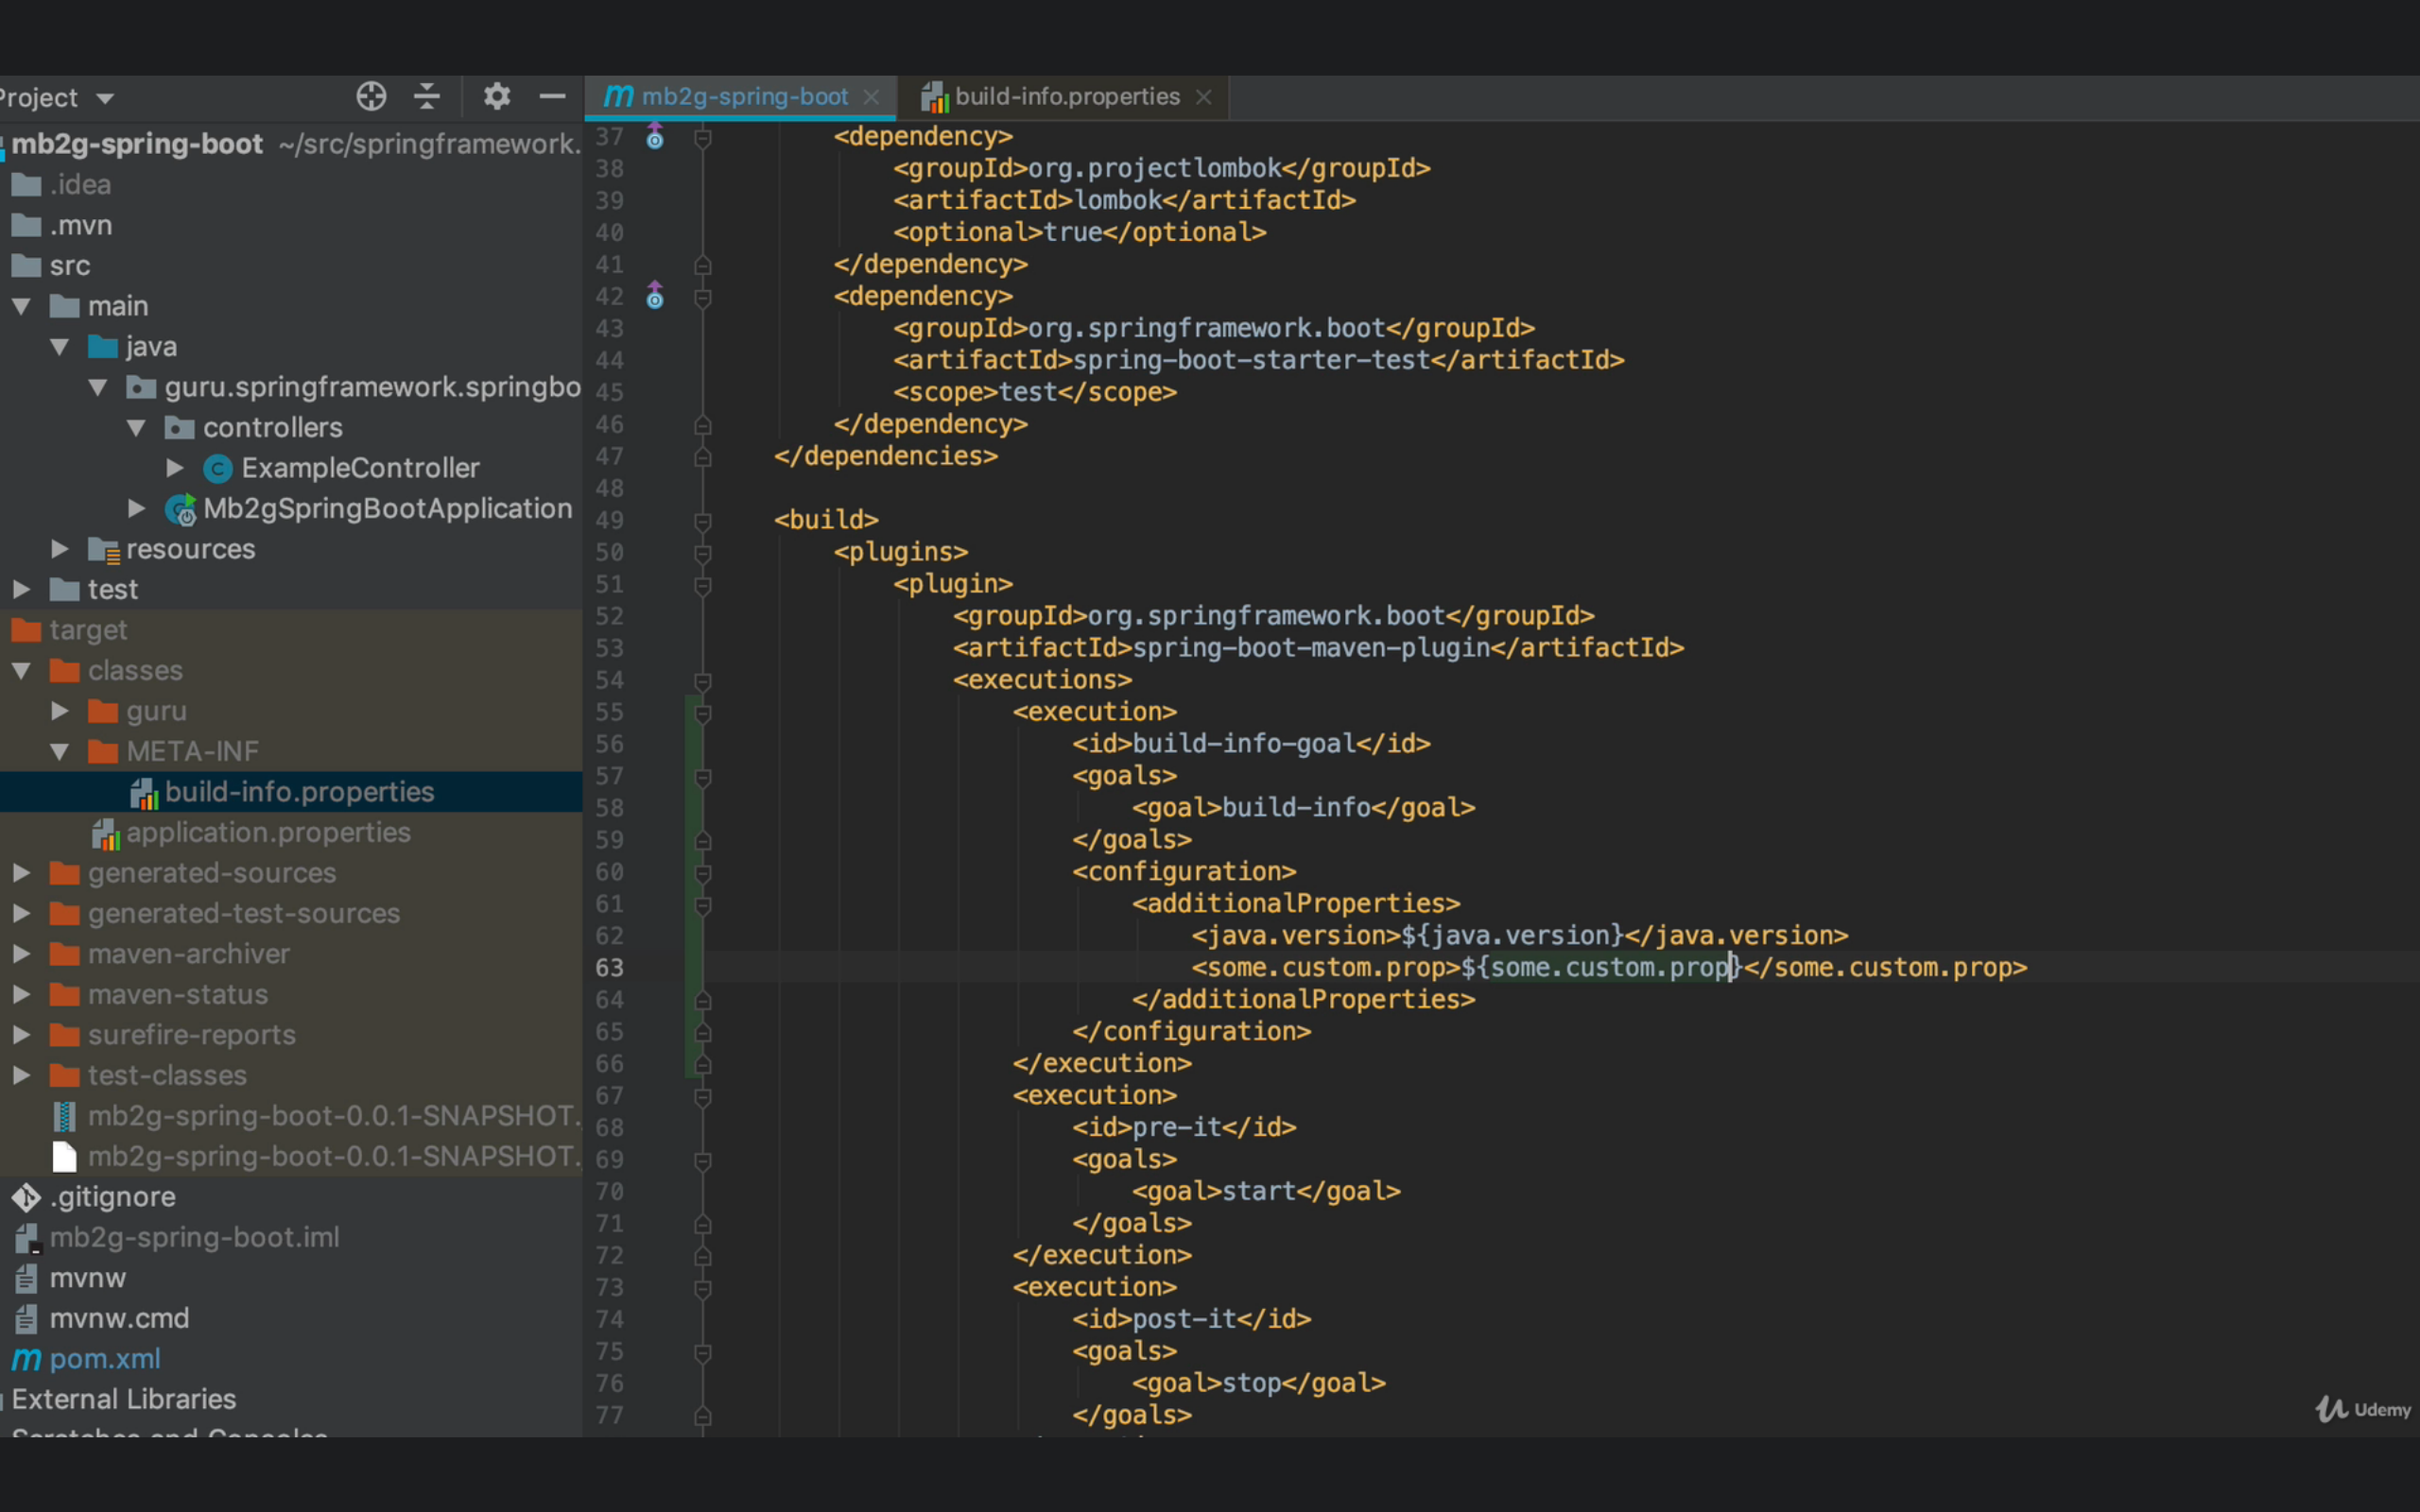 Project
mb2g-spring-boot
build-info.properties
mb2g-spring-boot ~/src/springframework.
.idea
.mvn
src
main
java
guru.springframework.springbo
controllers
ExampleController
Mb2gSpringBootApplication
resources
test
target
classes
guru
META-INF
build-info.properties
application.properties
generated-sources
generated-test-sources
maven-archiver
maven-status
surefire-reports
test-classes
mb2g-spring-boot-0.0.1-SNAPSHOT.
mb2g-spring-boot-0.0.1-SNAPSHOT.
.gitignore
mb2g-spring-boot.iml
mvnw
mvnw.cmd
pom.xml
External Libraries
Scratches and Consoles
37 <dependency>
38 <groupId>org.projectlombok</groupId>
39 <artifactId>lombok</artifactId>
40 <optional>true</optional>
41 </dependency>
42 <dependency>
43 <groupId>org.springframework.boot</groupId>
44 <artifactId>spring-boot-starter-test</artifactId>
45 <scope>test</scope>
46 </dependency>
47 </dependencies>
48
49 <build>
50 <plugins>
51 <plugin>
52 <groupId>org.springframework.boot</groupId>
53 <artifactId>spring-boot-maven-plugin</artifactId>
54 <executions>
55 <execution>
56 <id>build-info-goal</id>
57 <goals>
58 <goal>build-info</goal>
59 </goals>
60 <configuration>
61 <additionalProperties>
62 <java.version>${java.version}</java.version>
63 <some.custom.prop>${some.custom.prop}</some.custom.prop>
64 </additionalProperties>
65 </configuration>
66 </execution>
67 <execution>
68 <id>pre-it</id>
69 <goals>
70 <goal>start</goal>
71 </goals>
72 </execution>
73 <execution>
74 <id>post-it</id>
75 <goals>
76 <goal>stop</goal>
77 </goals>
Udemy